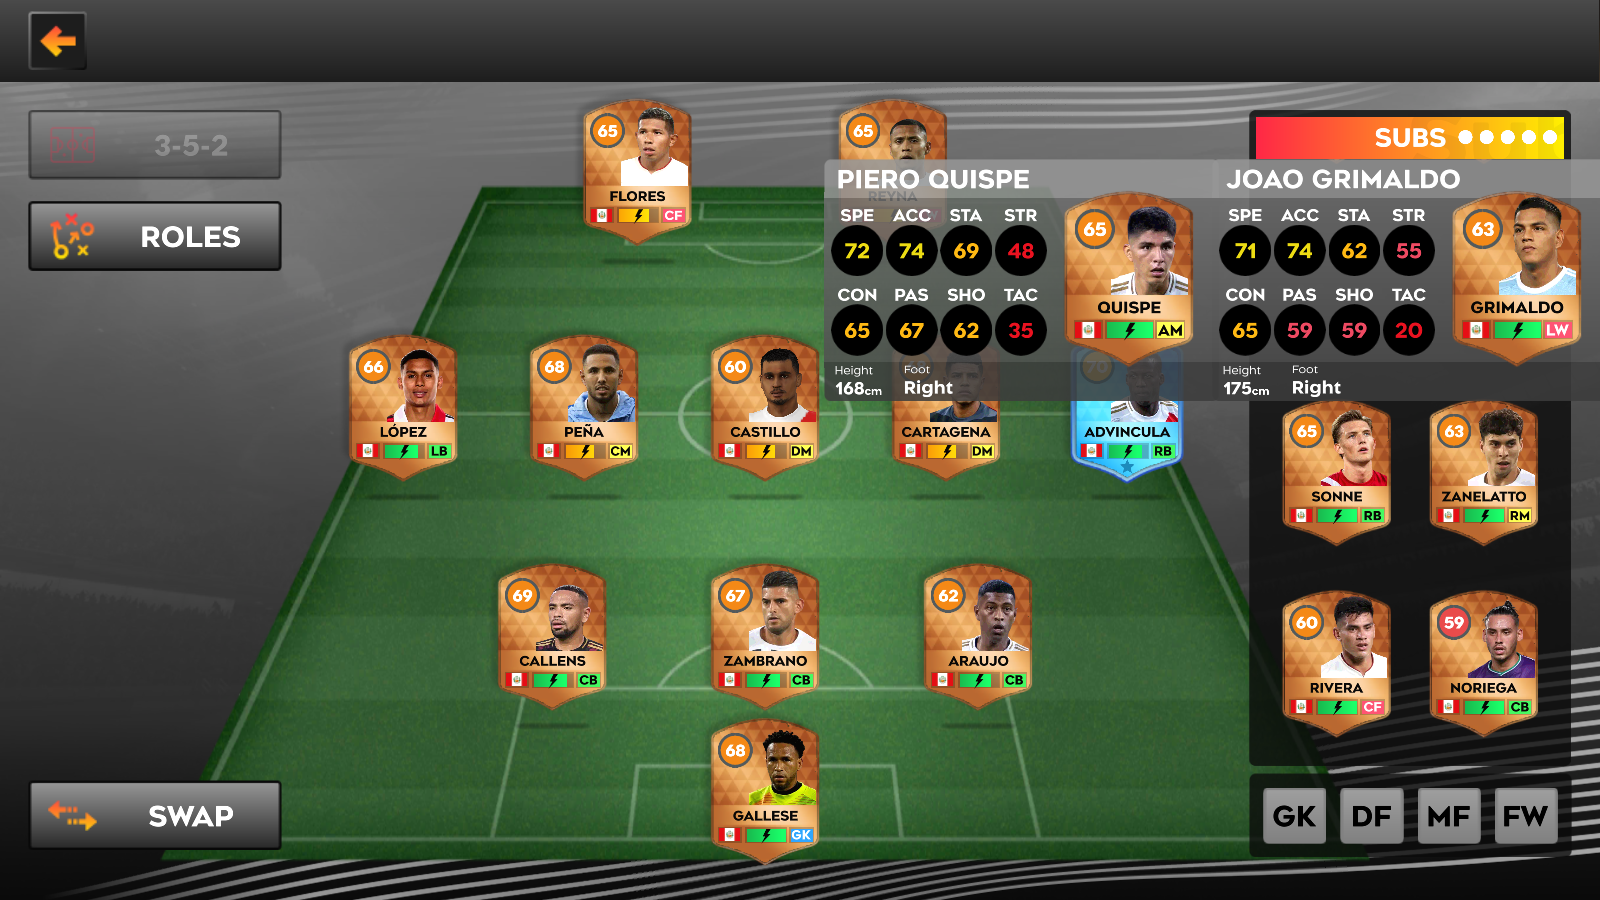 3-5-2
ROLES
SWAP
65
FLORES
CF
65
REYNA
SUBS
PIERO QUISPE
SPE ACC STA STR
72 74 69 48
CON PAS SHO TAC
65 67 62 35
Height Foot
168cm Right
65
QUISPE
AM
JOAO GRIMALDO
SPE ACC STA STR
71 74 62 55
CON PAS SHO TAC
65 59 59 20
Height Foot
175cm Right
63
GRIMALDO
LW
66
LÓPEZ
LB
68
PEÑA
CM
60
CASTILLO
DM
CARTAGENA
DM
70
ADVINCULA
RB
65
SONNE
RB
63
ZANELATTO
RM
69
CALLENS
CB
67
ZAMBRANO
CB
62
ARAUJO
CB
60
RIVERA
CF
59
NORIEGA
CB
68
GALLESE
GK
GK DF MF FW